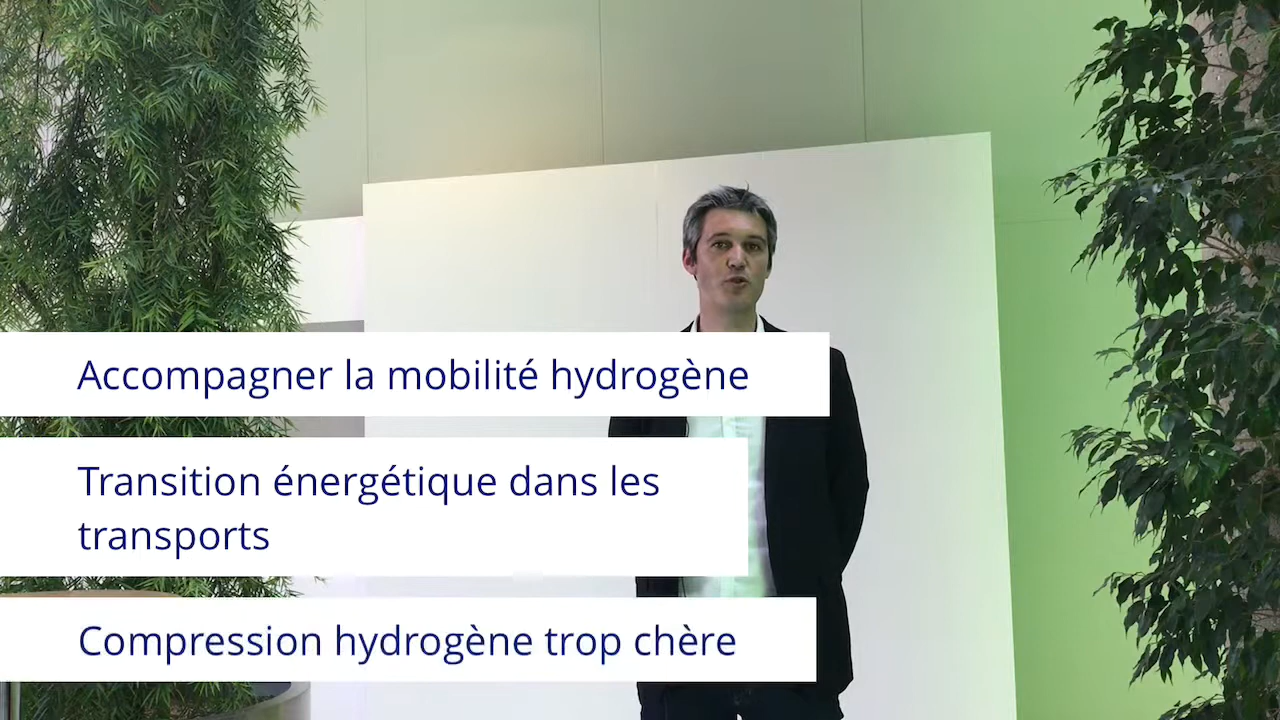 Accompagner la mobilité hydrogène
Transition énergétique dans les
transports
Compression hydrogène trop chère